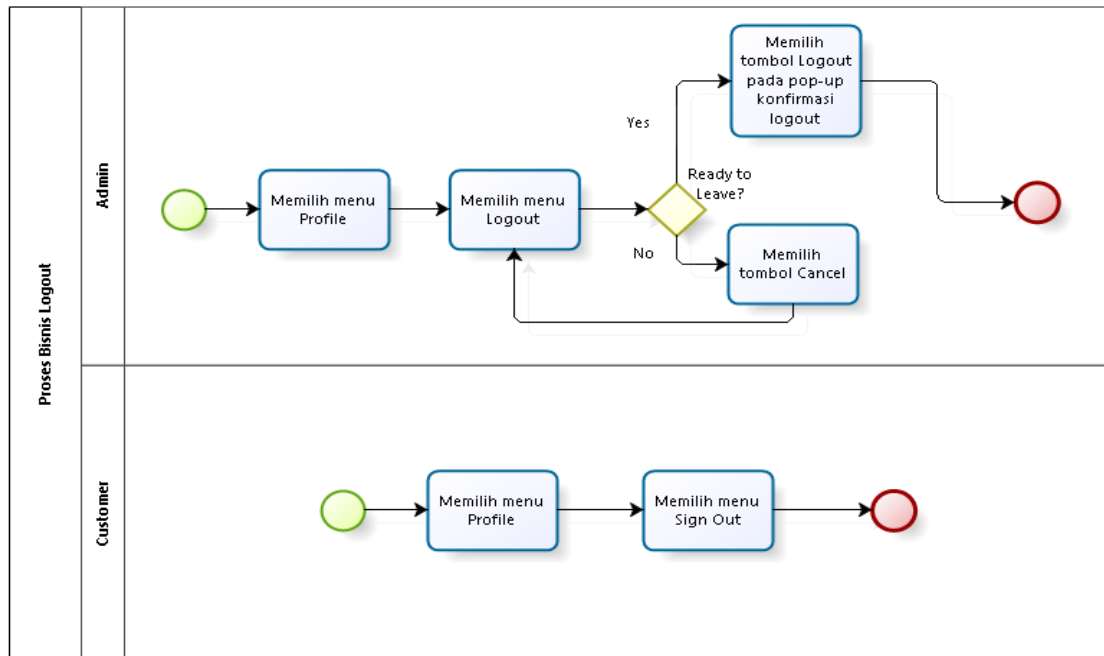 Proses Bisnis Logout
Admin
Memilih menu
Profile
Memilih menu
Logout
Ready to
Leave?
Yes
Memilih
tombol Logout
pada pop-up
konfirmasi
logout
No
Memilih
tombol Cancel
Customer
Memilih menu
Profile
Memilih menu
Sign Out